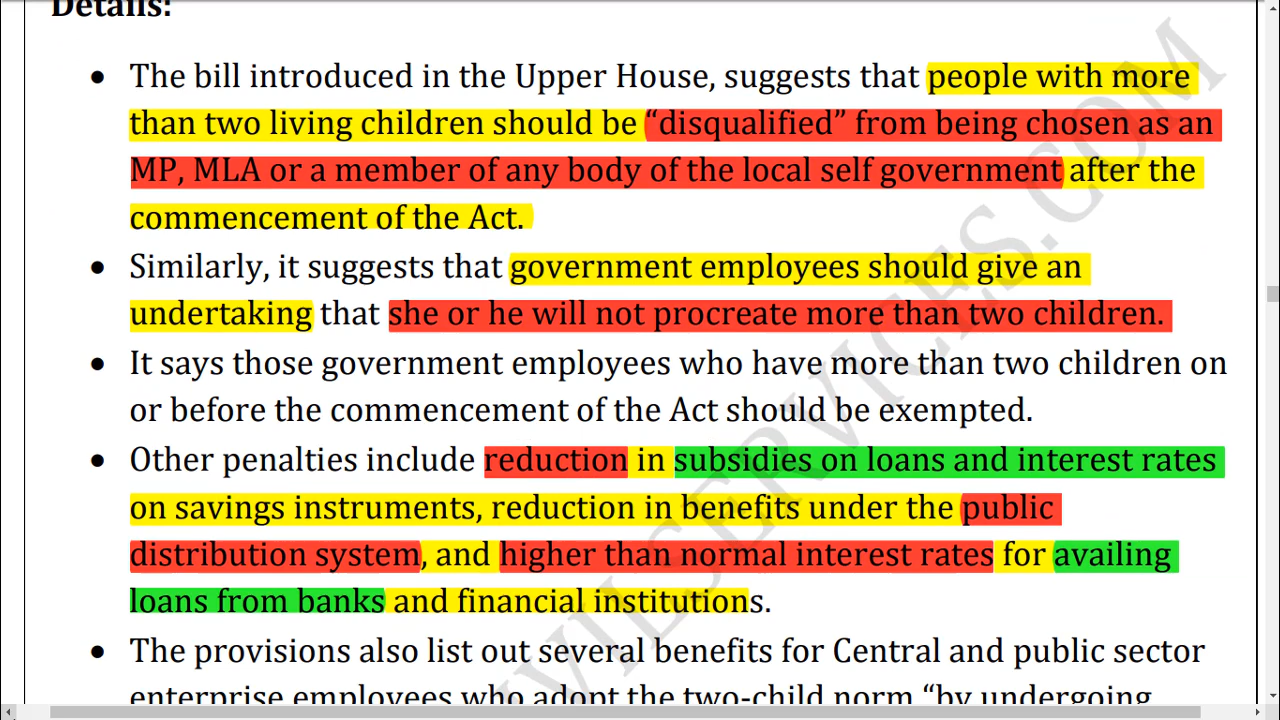 Details:
• The bill introduced in the Upper House, suggests that people with more
than two living children should be “disqualified” from being chosen as an
MP, MLA or a member of any body of the local self government after the
commencement of the Act.
• Similarly, it suggests that government employees should give an
undertaking that she or he will not procreate more than two children.
• It says those government employees who have more than two children on
or before the commencement of the Act should be exempted.
• Other penalties include reduction in subsidies on loans and interest rates
on savings instruments, reduction in benefits under the public
distribution system, and higher than normal interest rates for availing
loans from banks and financial institutions.
• The provisions also list out several benefits for Central and public sector
enterprise employees who adopt the two-child norm “by undergoing
VILSERVICES.COM